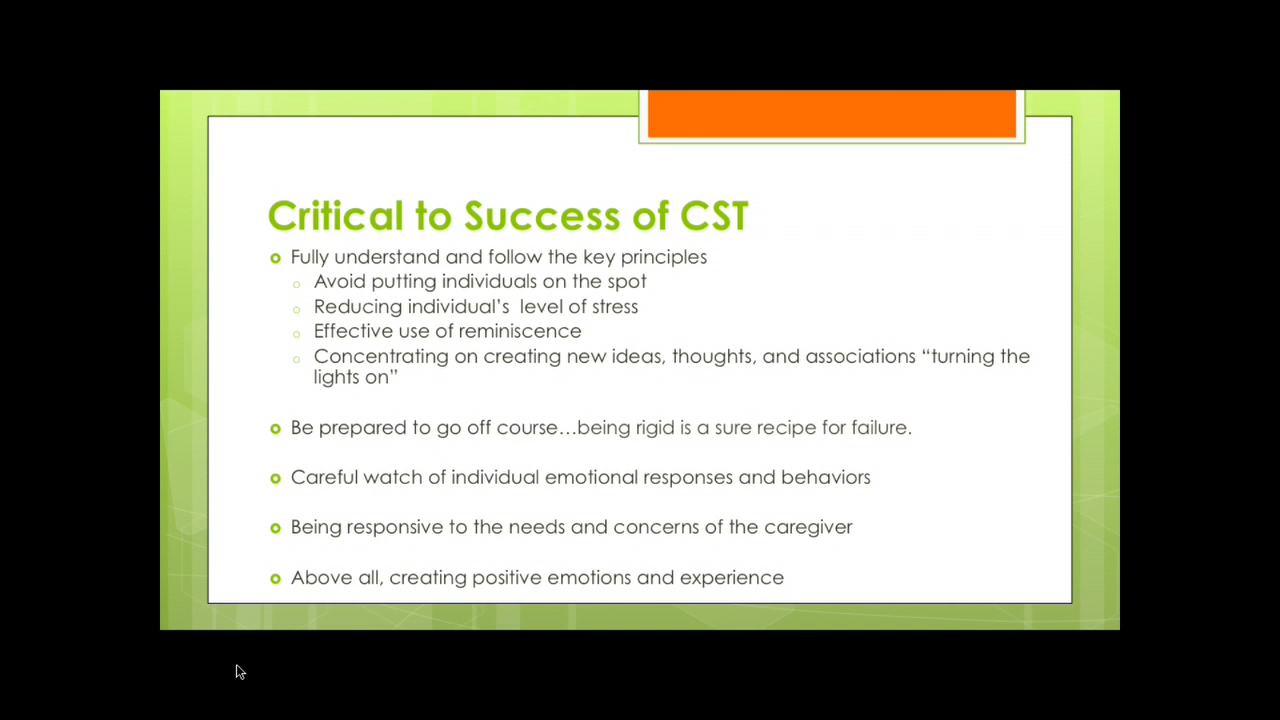 Critical to Success of CST
Fully understand and follow the key principles
Avoid putting individuals on the spot
Reducing individual’s  level of stress
Effective use of reminiscence
Concentrating on creating new ideas, thoughts, and associations “turning the
lights on”
Be prepared to go off course…being rigid is a sure recipe for failure.
Careful watch of individual emotional responses and behaviors
Being responsive to the needs and concerns of the caregiver
Above all, creating positive emotions and experience